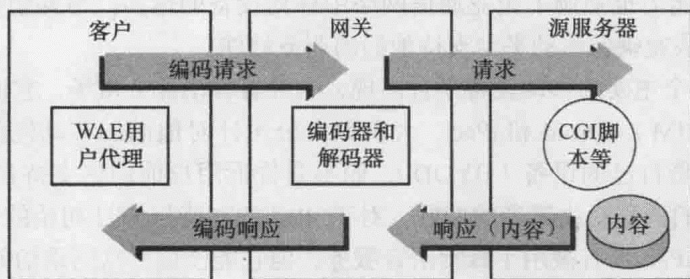 客户
网关
源服务器
编码请求
请求
WAE用
户代理
编码器和
解码器
CGI脚
本等
编码响应
响应（内容）
内容